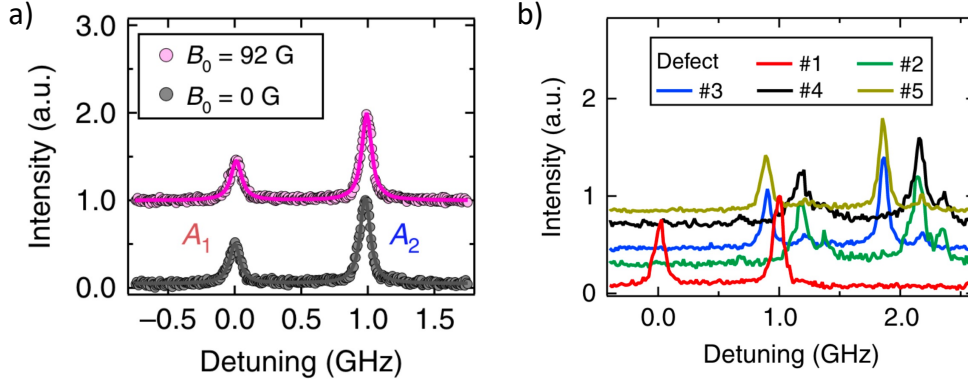 a)
Intensity (a.u.)
3.0
2.0
1.0
0.0
B₀ = 92 G
B₀ = 0 G
A₁
A₂
−0.5 0.0 0.5 1.0 1.5
Detuning (GHz)
b)
Intensity (a.u.)
2
1
0
Defect #1 #2
#3 #4 #5
0.0 1.0 2.0
Detuning (GHz)